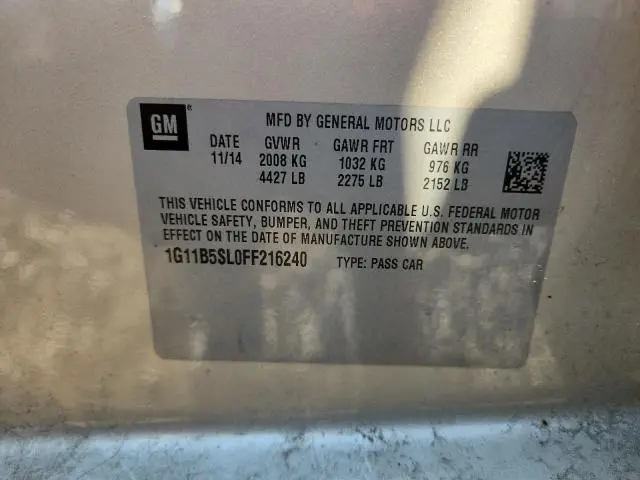 GM ®
MFD BY GENERAL MOTORS LLC
DATE GVWR GAWR FRT GAWR RR
11/14 2008 KG 1032 KG 976 KG
4427 LB 2275 LB 2152 LB
THIS VEHICLE CONFORMS TO ALL APPLICABLE U.S. FEDERAL MOTOR
VEHICLE SAFETY, BUMPER, AND THEFT PREVENTION STANDARDS IN
EFFECT ON THE DATE OF MANUFACTURE SHOWN ABOVE.
1G11B5SL0FF216240 TYPE: PASS CAR